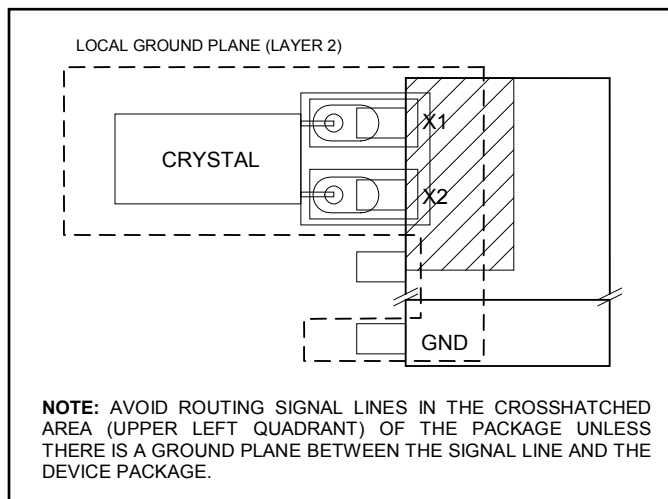 LOCAL GROUND PLANE (LAYER 2)
X1
CRYSTAL
X2
GND
NOTE: AVOID ROUTING SIGNAL LINES IN THE CROSSHATCHED
AREA (UPPER LEFT QUADRANT) OF THE PACKAGE UNLESS
THERE IS A GROUND PLANE BETWEEN THE SIGNAL LINE AND THE
DEVICE PACKAGE.